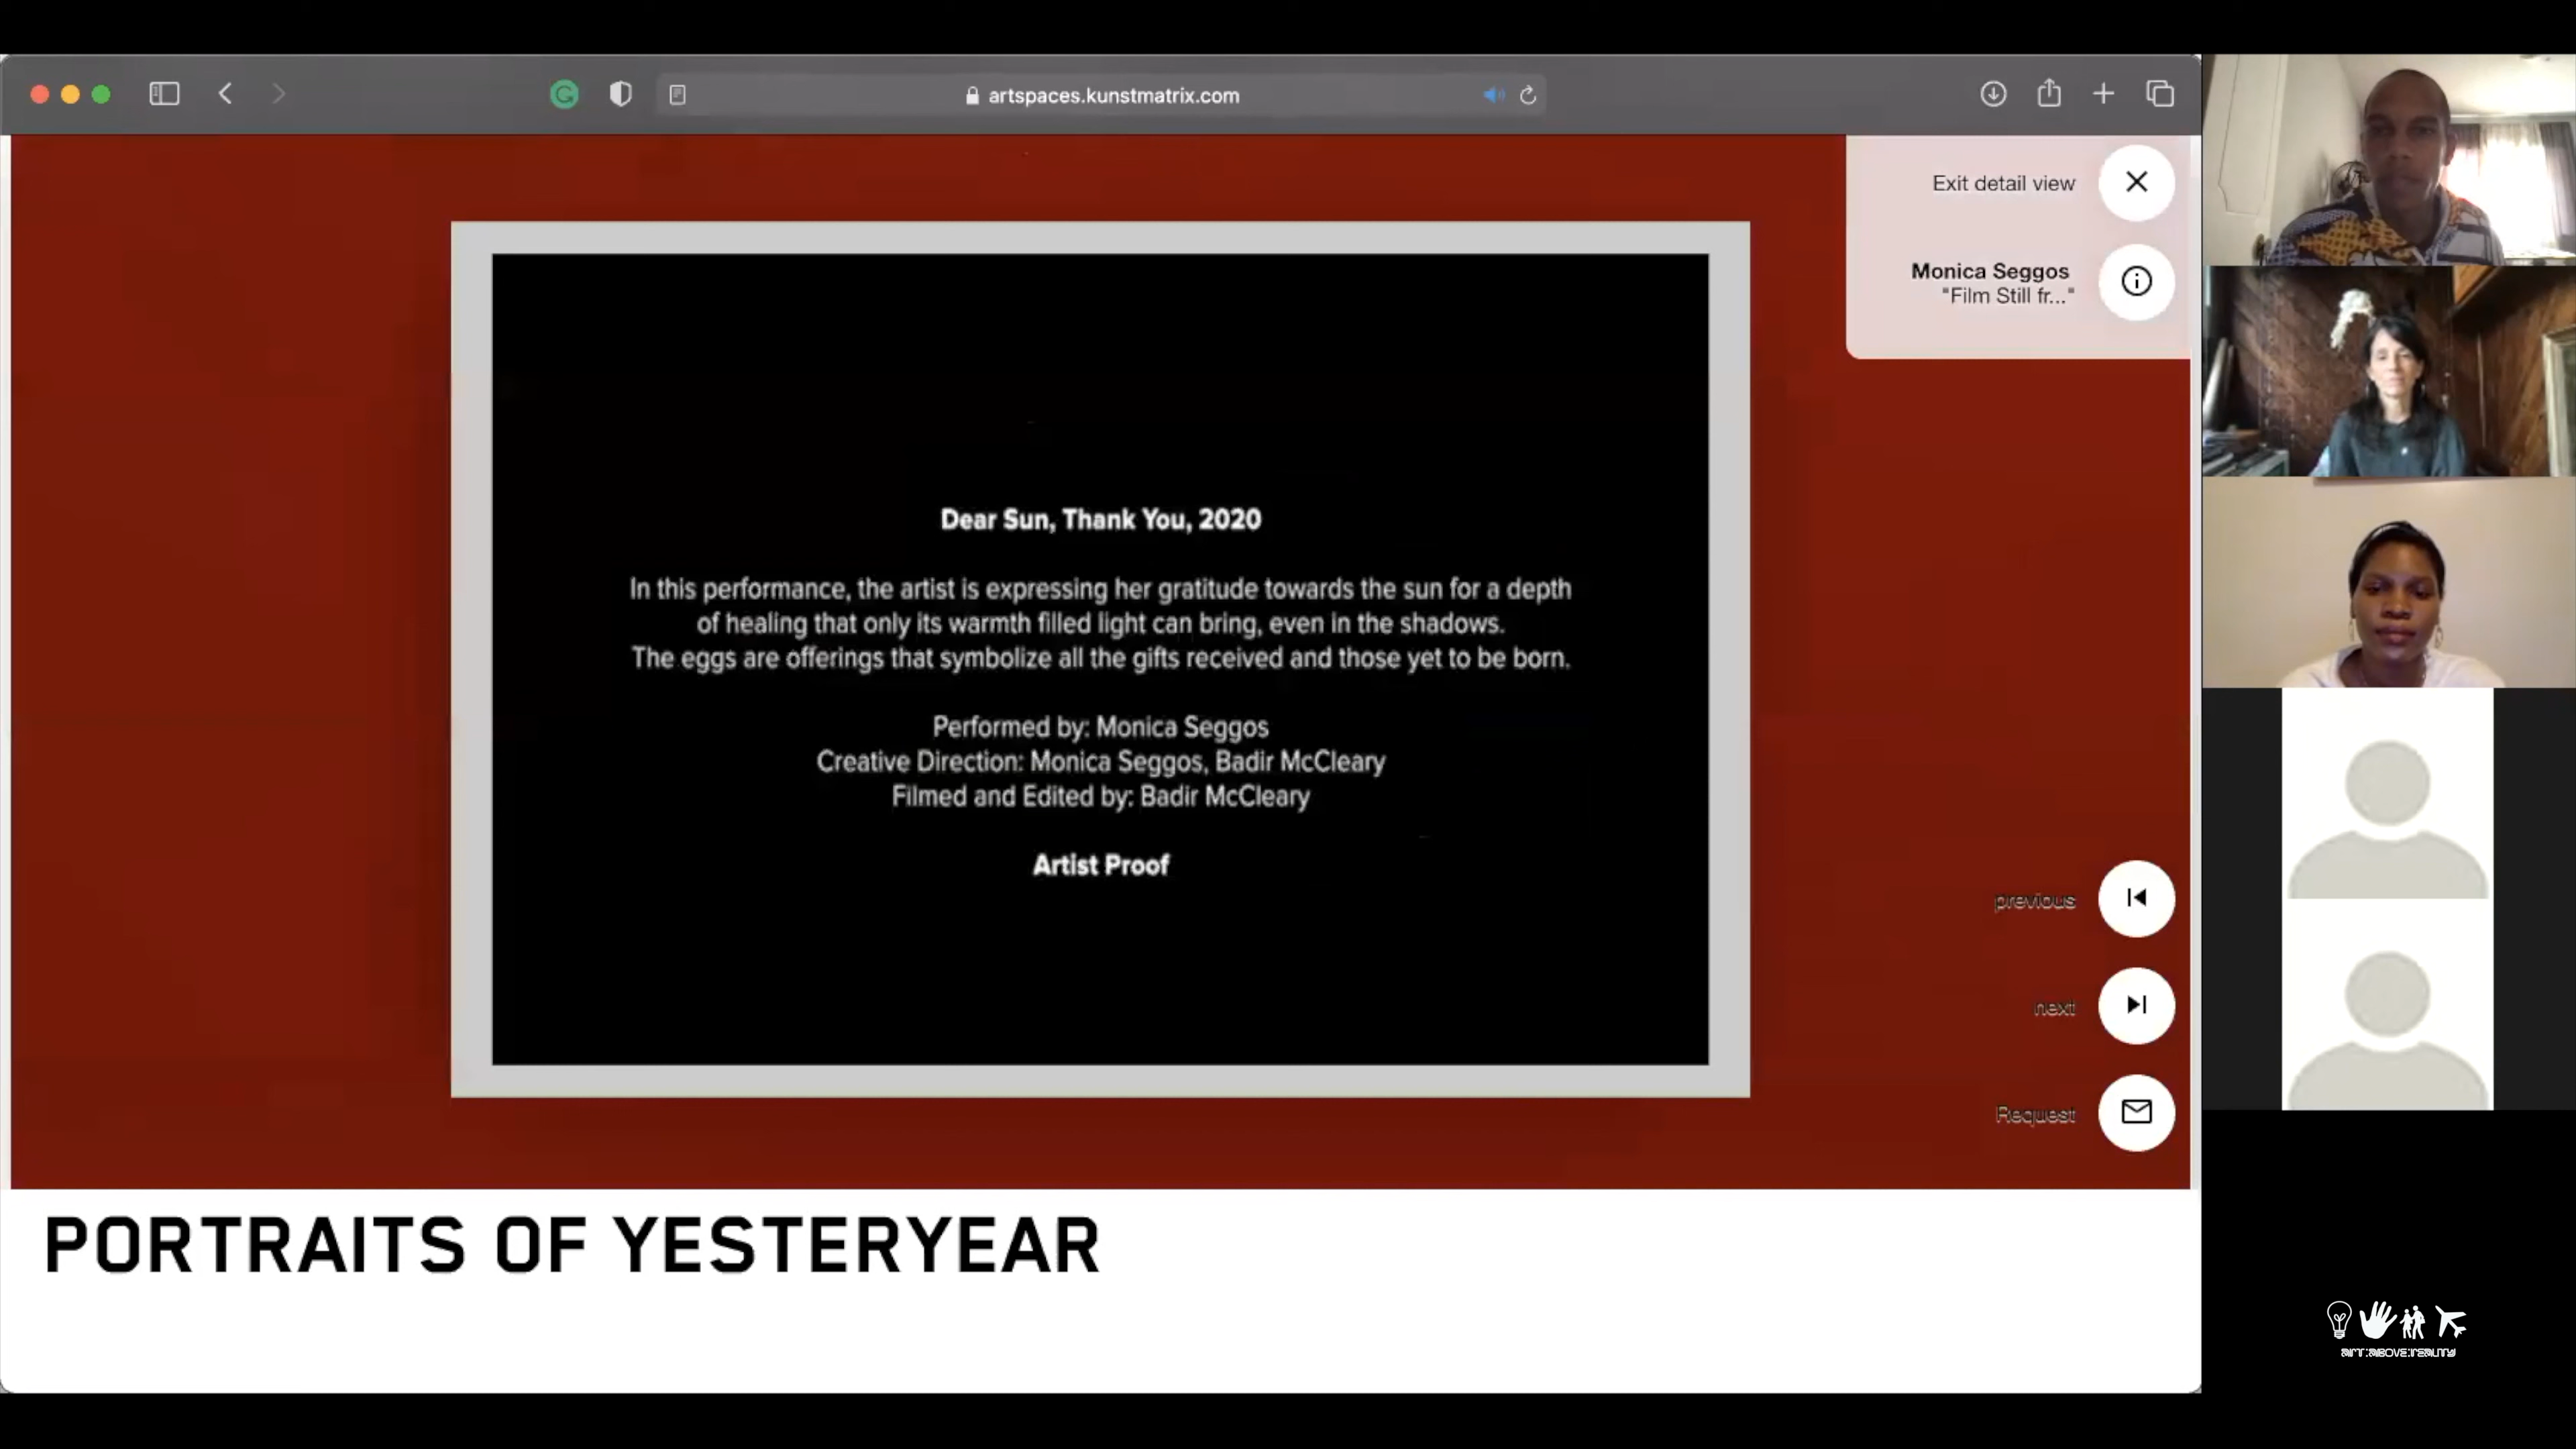 artspaces.kunstmatrix.com
Exit detail view
Monica Seggos
"Film Still fr..."
Dear Sun, Thank You, 2020
In this performance, the artist is expressing her gratitude towards the sun for a depth
of healing that only its warmth filled light can bring, even in the shadows.
The eggs are offerings that symbolize all the gifts received and those yet to be born.
Performed by: Monica Seggos
Creative Direction: Monica Seggos, Badir McCleary
Filmed and Edited by: Badir McCleary
Artist Proof
previous
next
Request
PORTRAITS OF YESTERYEAR
ART:ABOVE:REALITY